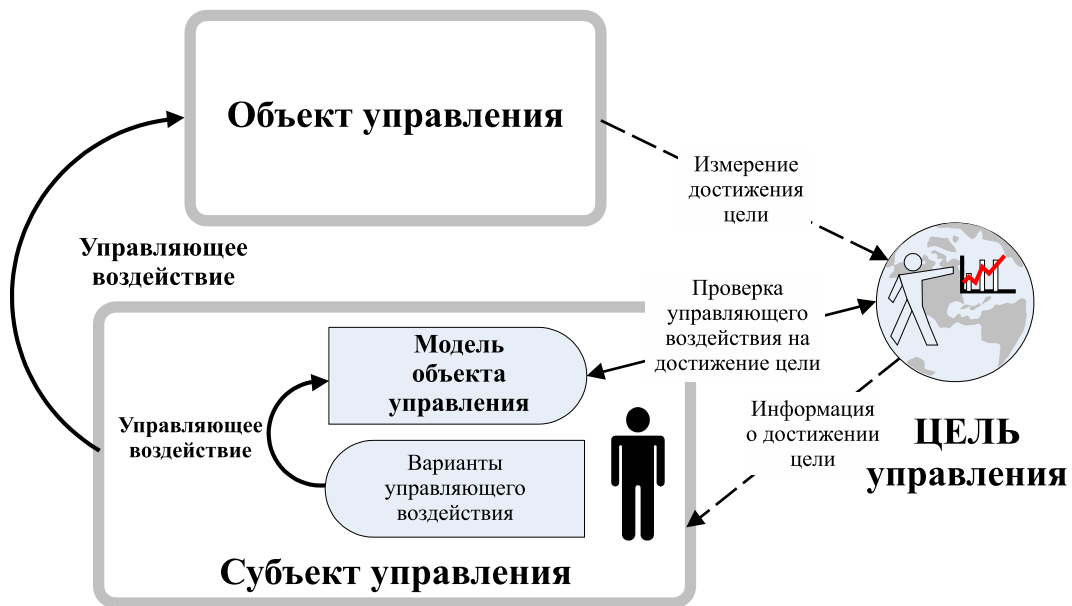 Объект управления
Измерение
достижения
цели
Управляющее
воздействие
Проверка
управляющего
воздействия на
достижение цели
Модель
объекта
управления
Управляющее
воздействие
Варианты
управляющего
воздействия
Информация
о достижении
цели
ЦЕЛЬ
управления
Субъект управления